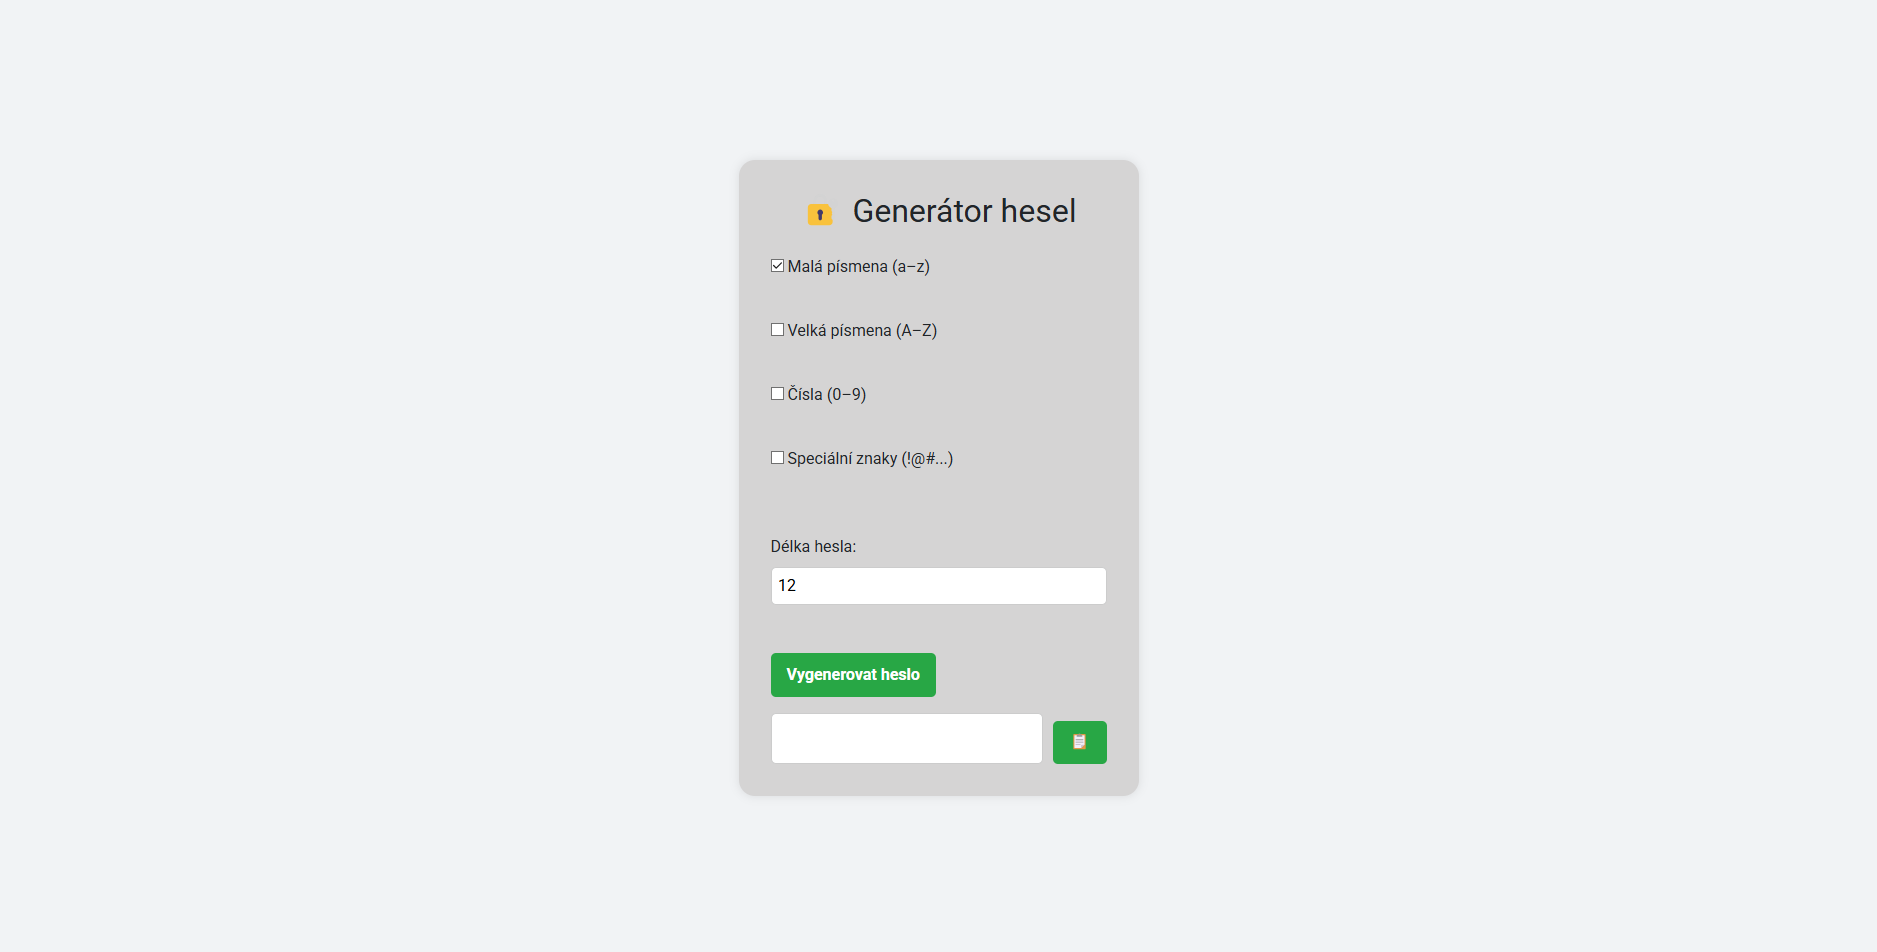 Generátor hesel
Malá písmena (a–z)
Velká písmena (A–Z)
Čísla (0–9)
Speciální znaky (!@#...)
Délka hesla:
12
Vygenerovat heslo